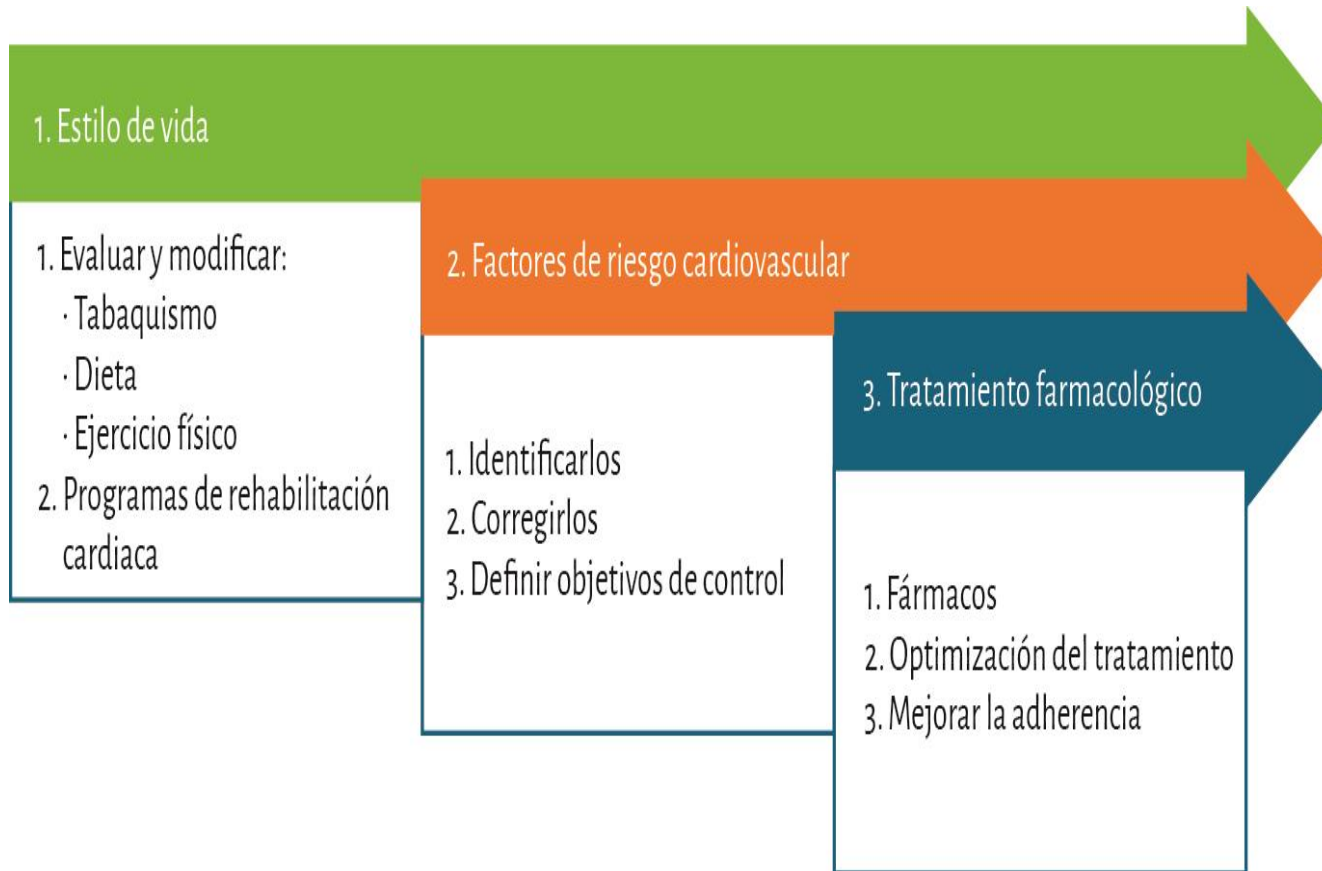 1. Estilo de vida
1. Evaluar y modificar:
· Tabaquismo
· Dieta
· Ejercicio físico
2. Programas de rehabilitación
cardiaca
2. Factores de riesgo cardiovascular
1. Identificarlos
2. Corregirlos
3. Definir objetivos de control
3. Tratamiento farmacológico
1. Fármacos
2. Optimización del tratamiento
3. Mejorar la adherencia